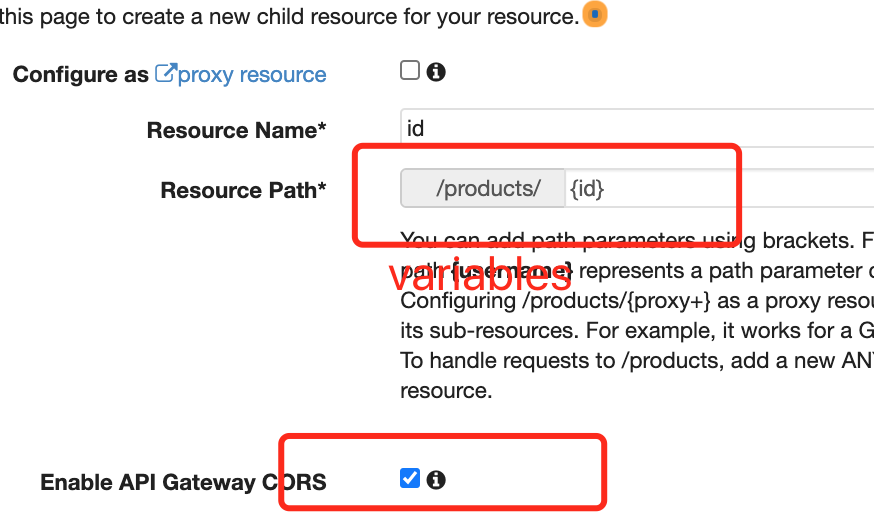 this page to create a new child resource for your resource.
Configure as proxy resource
Resource Name* id
Resource Path* /products/ {id}
You can add path parameters using brackets. F
path {username} represents a path parameter
variables
Configuring /products/{proxy+} as a proxy resou
its sub-resources. For example, it works for a G
To handle requests to /products, add a new AN
resource.
Enable API Gateway CORS